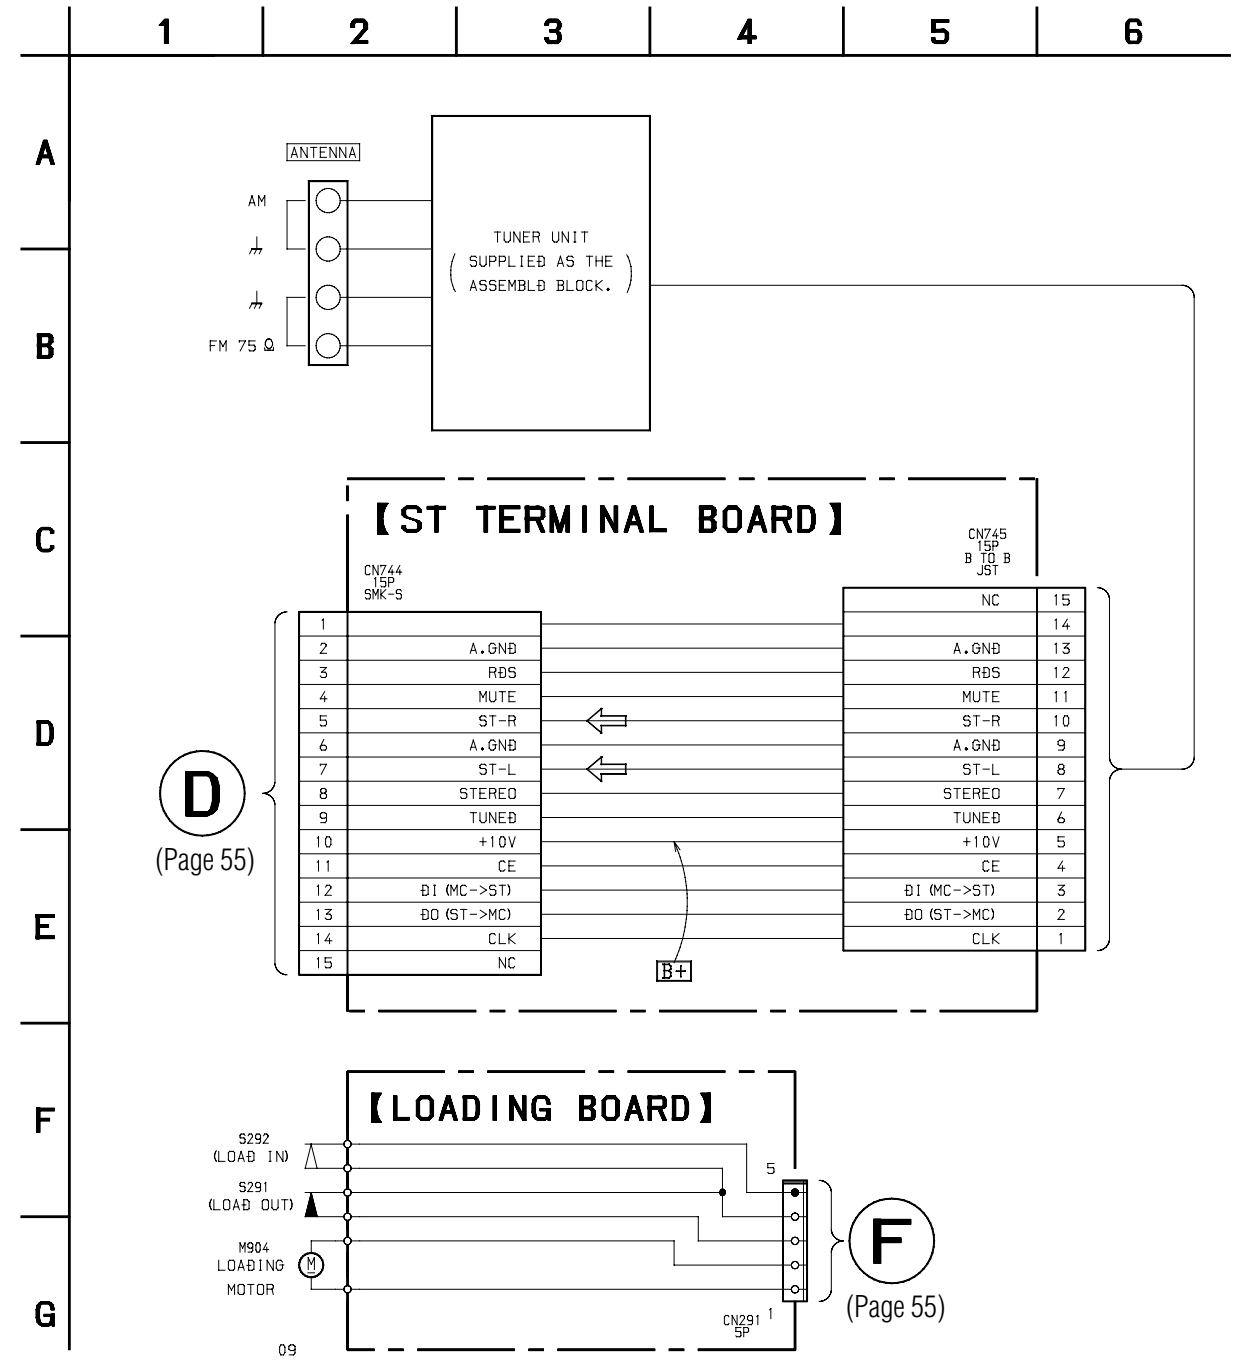 1 2 3 4 5 6
A
B
C
D
E
F
G
ANTENNA
AM
FM 75 Ω
TUNER UNIT
( SUPPLIED AS THE
ASSEMBLD BLOCK. )
【ST TERMINAL BOARD】
CN745
15P
B TO B
JST
CN744
15P
SMK-S
NC 15
1 14
2 A.GND A.GND 13
3 RDS RDS 12
4 MUTE MUTE 11
5 ST-R ST-R 10
6 A.GND A.GND 9
7 ST-L ST-L 8
8 STEREO STEREO 7
9 TUNED TUNED 6
10 +10V +10V 5
11 CE CE 4
12 DI (MC->ST) DI (MC->ST) 3
13 DO (ST->MC) DO (ST->MC) 2
14 CLK CLK 1
15 NC
D
(Page 55)
B+
【LOADING BOARD】
S292
(LOAD IN)
5
S291
(LOAD OUT)
M904
LOADING
MOTOR
M
F
(Page 55)
CN291 1
5P
09